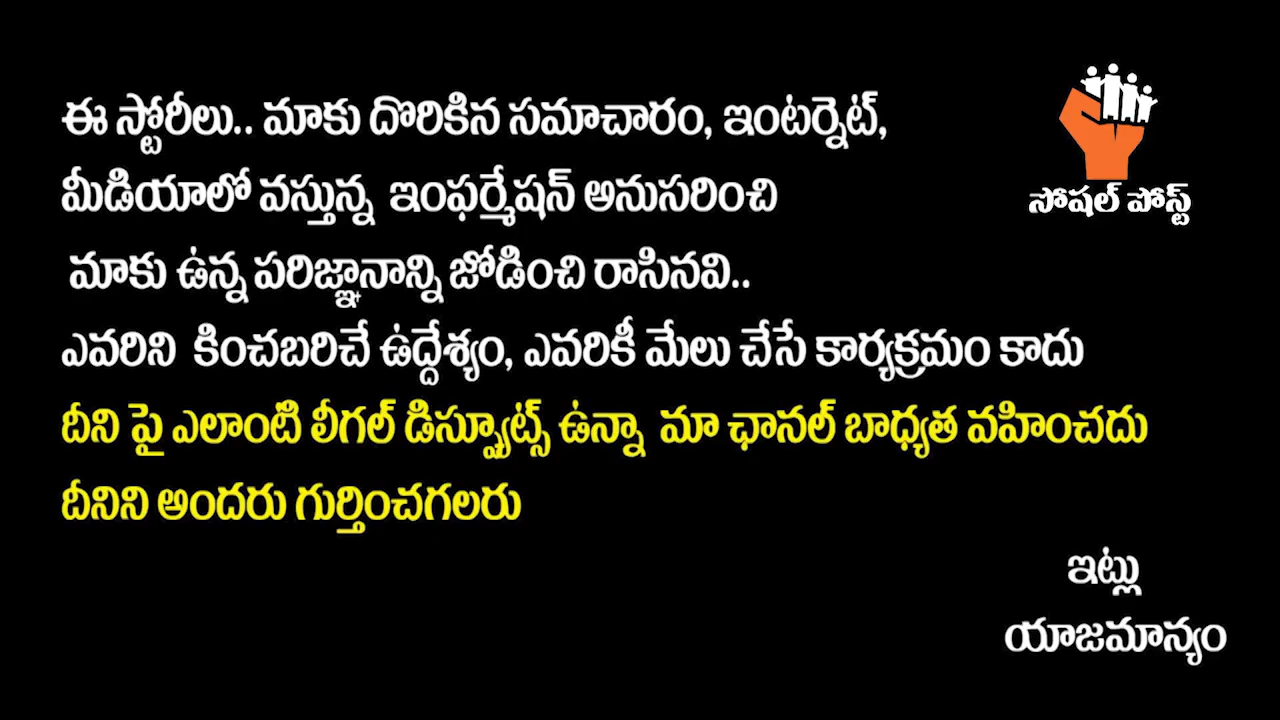 ఈ స్టోరీలు.. మాకు దొరికిన సమాచారం, ఇంటర్నెట్,
మీడియాలో వస్తున్న ఇంఫర్మేషన్ అనుసరించి
మాకు ఉన్న పరిజ్ఞానాన్ని జోడించి రాసినవి..
ఎవరిని కించబరిచే ఉద్దేశ్యం, ఎవరికీ మేలు చేసే కార్యక్రమం కాదు
దీని పై ఎలాంటి లీగల్ డిస్ప్యూట్స్ ఉన్నా మా ఛానల్ బాధ్యత వహించదు
దీనిని అందరు గుర్తించగలరు
ఇట్లు
యాజమాన్యం
సోషల్ పోస్ట్